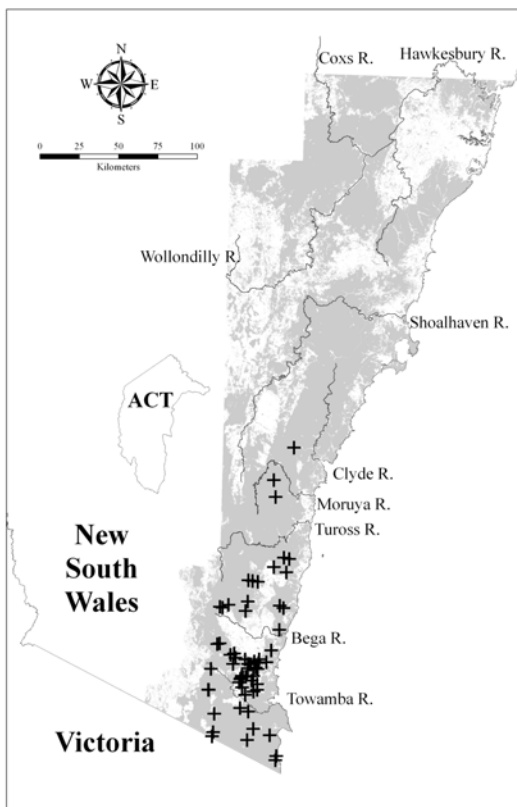 Coxs R.
Hawkesbury R.
N
W
E
S
0 25 50 100
Kilometers
Wollondilly R.
Shoalhaven R.
ACT
Clyde R.
Moruya R.
Tuross R.
New
South
Wales
Bega R.
Towamba R.
Victoria